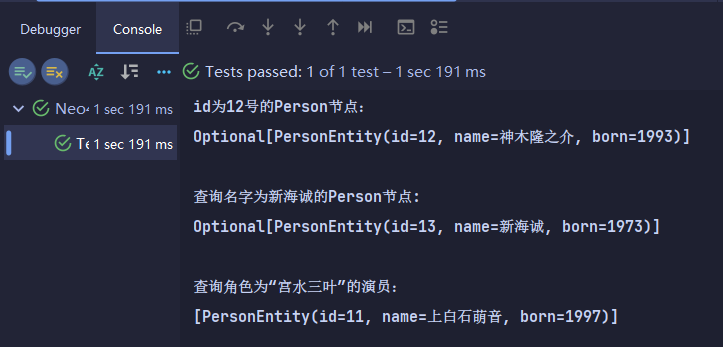 Debugger
Console
Tests passed: 1 of 1 test – 1 sec 191 ms
Neo4 1 sec 191 ms
Te 1 sec 191 ms
id为12号的Person节点:
Optional[PersonEntity(id=12, name=神木隆之介, born=1993)]
查询名字为新海诚的Person节点:
Optional[PersonEntity(id=13, name=新海诚, born=1973)]
查询角色为“宫水三叶”的演员:
[PersonEntity(id=11, name=上白石萌音, born=1997)]